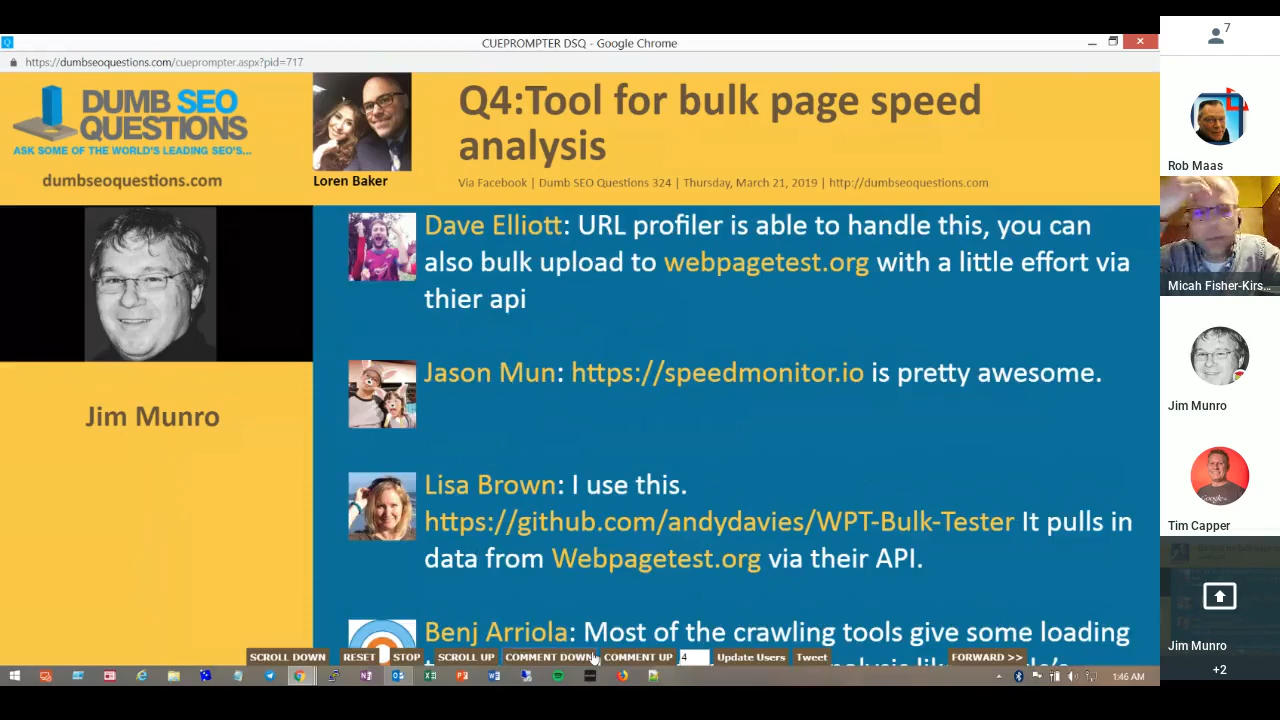 CUEPROMPTER DSQ - Google Chrome
https://dumbseoquestions.com/cueprompter.aspx?pid=717
DUMB SEO
QUESTIONS
ASK SOME OF THE WORLD'S LEADING SEO'S...
dumbseoquestions.com
Loren Baker
Q4:Tool for bulk page speed
analysis
Via Facebook | Dumb SEO Questions 324 | Thursday, March 21, 2019 | http://dumbseoquestions.com
Jim Munro
Dave Elliott: URL profiler is able to handle this, you can
also bulk upload to webpagetest.org with a little effort via
thier api
Jason Mun: https://speedmonitor.io is pretty awesome.
Lisa Brown: I use this.
https://github.com/andydavies/WPT-Bulk-Tester It pulls in
data from Webpagetest.org via their API.
Benj Arriola: Most of the crawling tools give some loading
SCROLL DOWN RESET STOP SCROLL UP COMMENT DOWN COMMENT UP 4 Update Users Tweet FORWARD >>
1:46 AM
7
Rob Maas
Micah Fisher-Kirs...
Jim Munro
Google
Tim Capper
Jim Munro
+2